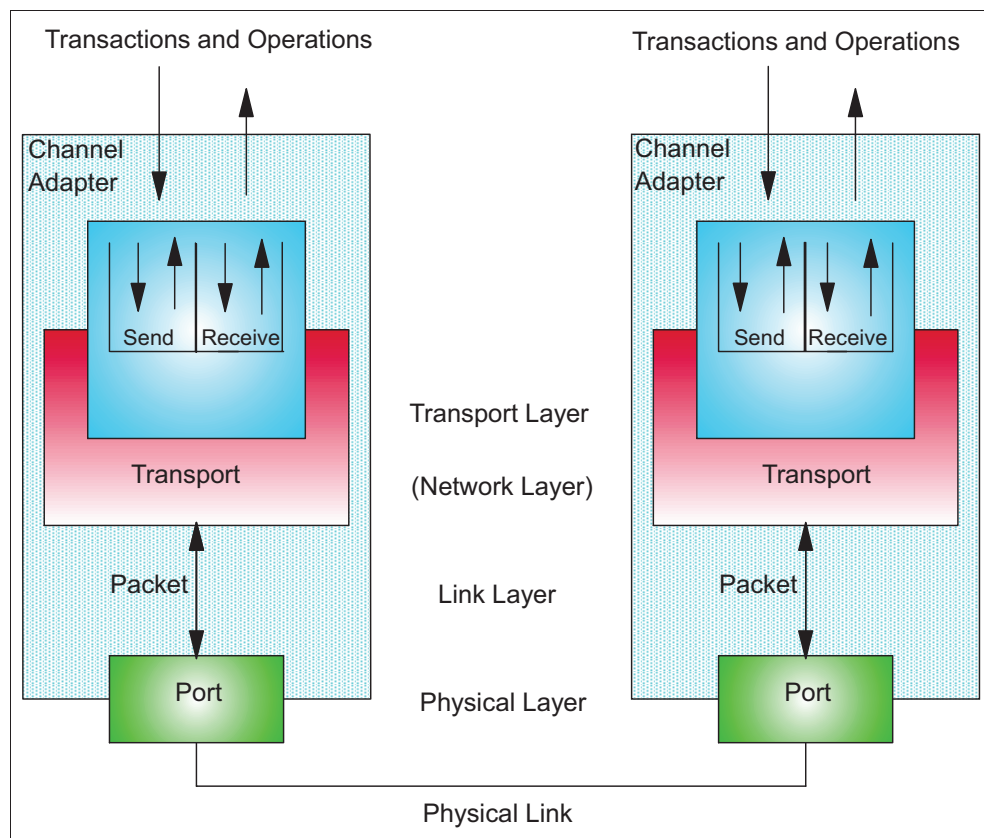 Transactions and Operations
Transactions and Operations
Channel
Adapter
Channel
Adapter
Send
Receive
Send
Receive
Transport Layer
Transport
(Network Layer)
Transport
Packet
Link Layer
Packet
Port
Physical Layer
Port
Physical Link